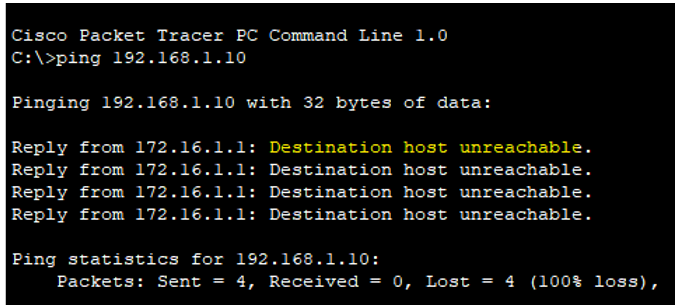 Cisco Packet Tracer PC Command Line 1.0
C:\>ping 192.168.1.10
Pinging 192.168.1.10 with 32 bytes of data:
Reply from 172.16.1.1: Destination host unreachable.
Reply from 172.16.1.1: Destination host unreachable.
Reply from 172.16.1.1: Destination host unreachable.
Reply from 172.16.1.1: Destination host unreachable.
Ping statistics for 192.168.1.10:
Packets: Sent = 4, Received = 0, Lost = 4 (100% loss),